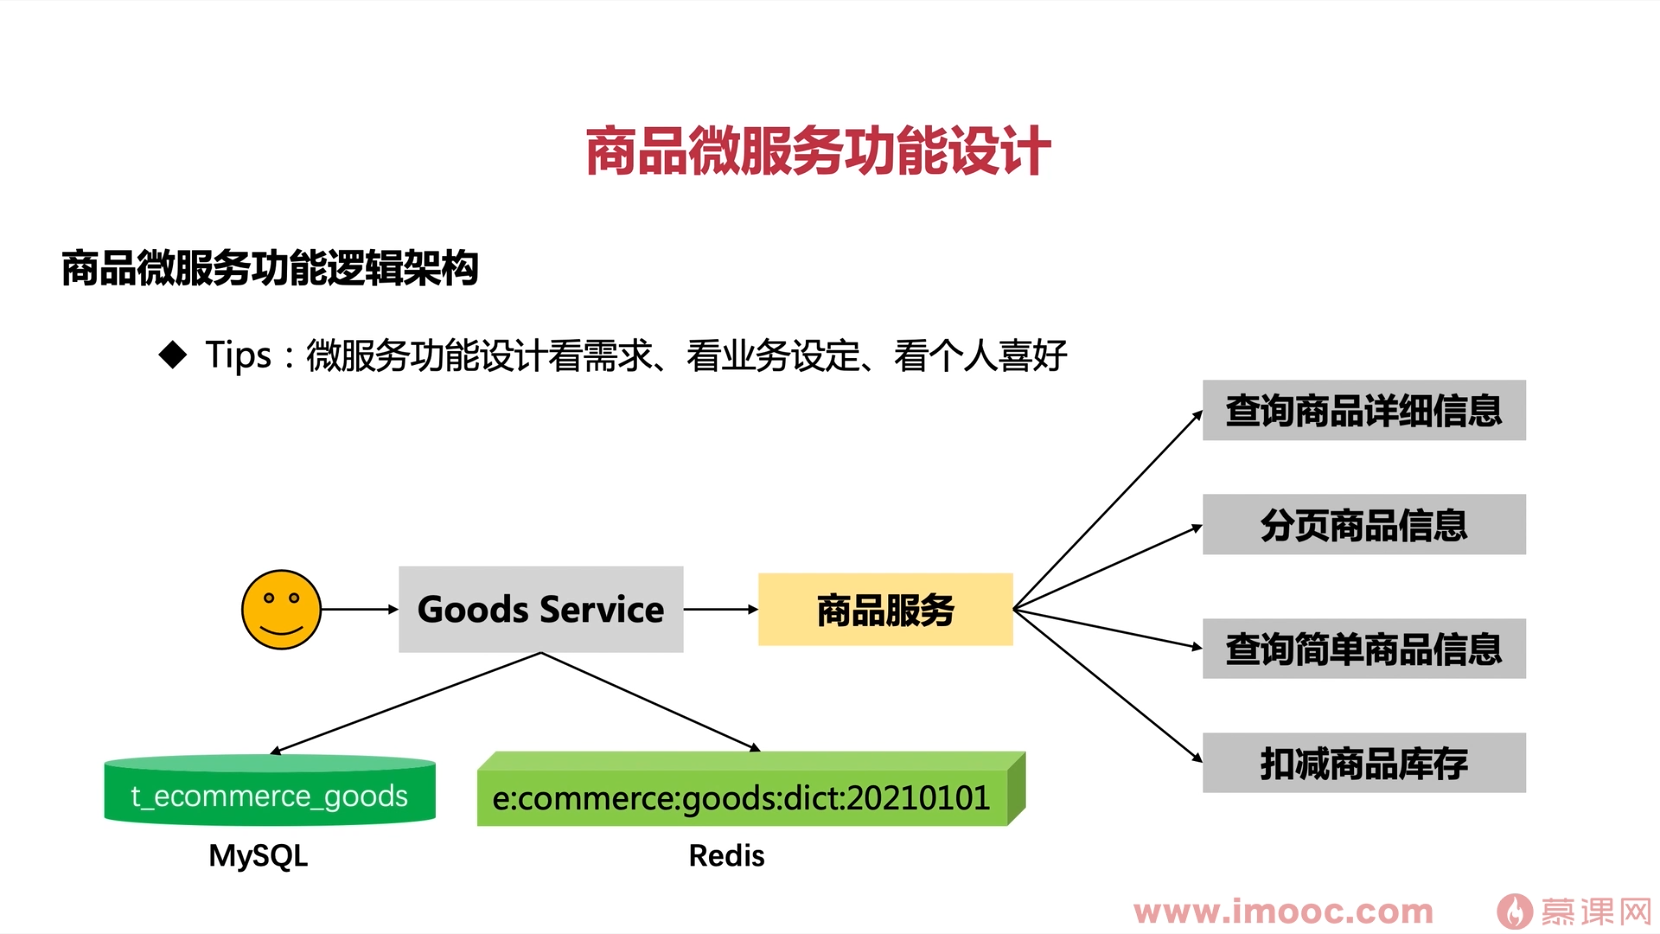 商品微服务功能设计
商品微服务功能逻辑架构
◆ Tips：微服务功能设计看需求、看业务设定、看个人喜好
查询商品详细信息
分页商品信息
Goods Service
商品服务
查询简单商品信息
扣减商品库存
t_ecommerce_goods
e:commerce:goods:dict:20210101
MySQL
Redis
www.imooc.com
慕课网